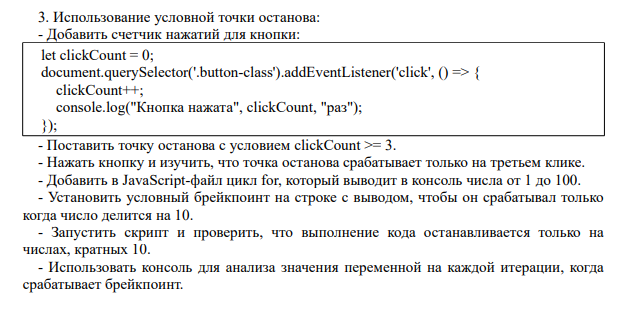 3. Использование условной точки останова:
- Добавить счетчик нажатий для кнопки:
let clickCount = 0;
document.querySelector('.button-class').addEventListener('click', () => {
clickCount++;
console.log("Кнопка нажата", clickCount, "раз");
});
- Поставить точку останова с условием clickCount >= 3.
- Нажать кнопку и изучить, что точка останова срабатывает только на третьем клике.
- Добавить в JavaScript-файл цикл for, который выводит в консоль числа от 1 до 100.
- Установить условный брейкпоинт на строке с выводом, чтобы он срабатывал только
когда число делится на 10.
- Запустить скрипт и проверить, что выполнение кода останавливается только на
числах, кратных 10.
- Использовать консоль для анализа значения переменной на каждой итерации, когда
срабатывает брейкпоинт.